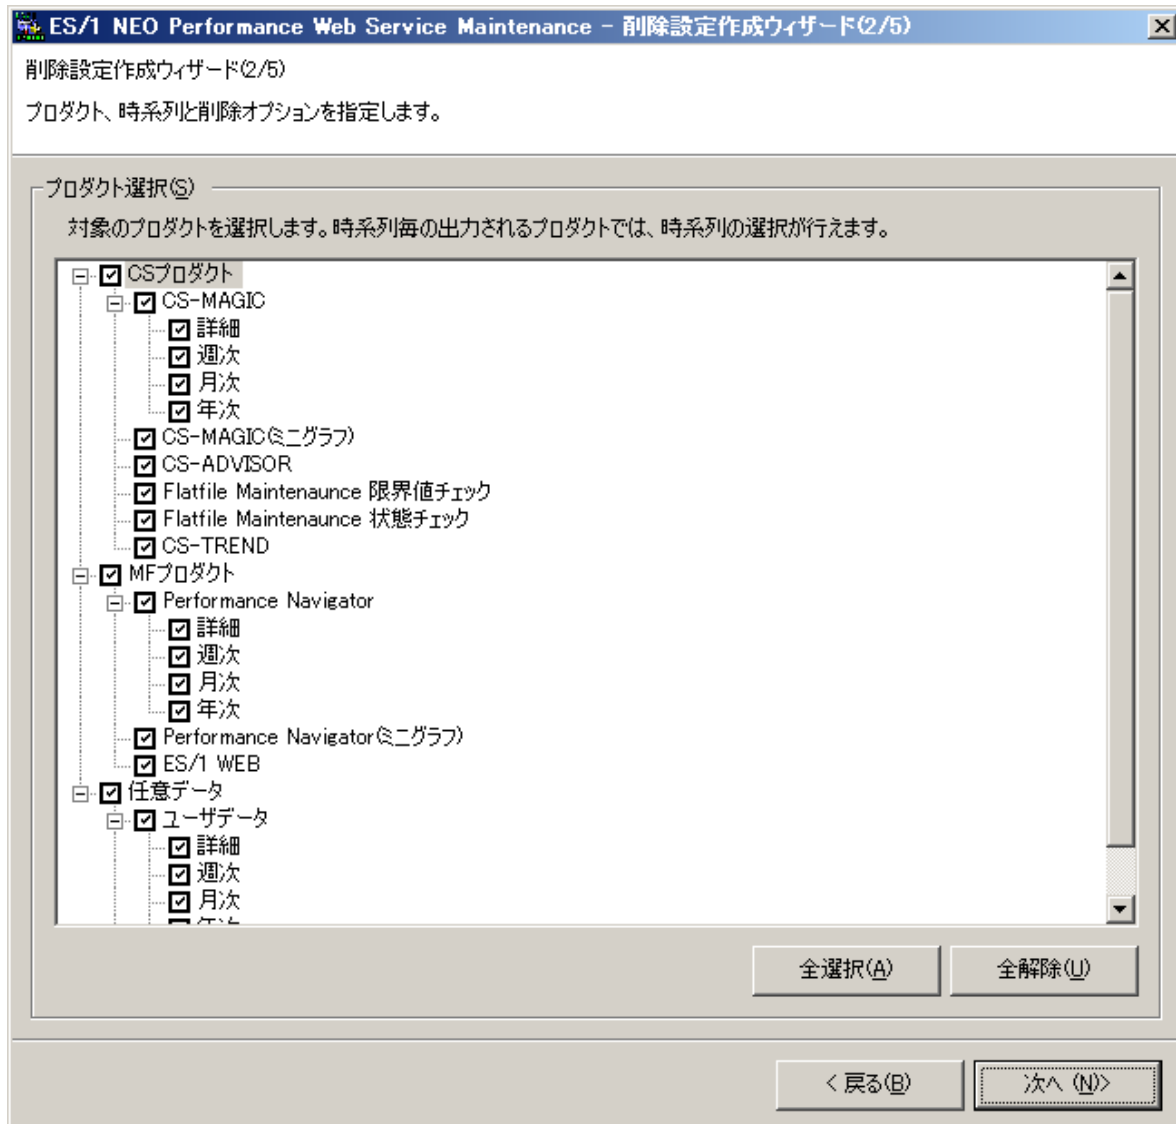 ES/1 NEO Performance Web Service Maintenance - 削除設定作成ウィザード(2/5)
削除設定作成ウィザード(2/5)
プロダクト、時系列と削除オプションを指定します。
プロダクト選択(S)
対象のプロダクトを選択します。時系列毎の出力されるプロダクトでは、時系列の選択が行えます。
CSプロダクト
CS-MAGIC
詳細
週次
月次
年次
CS-MAGIC(ミニグラフ)
CS-ADVISOR
Flatfile Maintenaunce 限界値チェック
Flatfile Maintenaunce 状態チェック
CS-TREND
MFプロダクト
Performance Navigator
詳細
週次
月次
年次
Performance Navigator(ミニグラフ)
ES/1 WEB
任意データ
ユーザデータ
詳細
週次
月次
全選択(A)
全解除(U)
< 戻る(B)
次へ (N)>